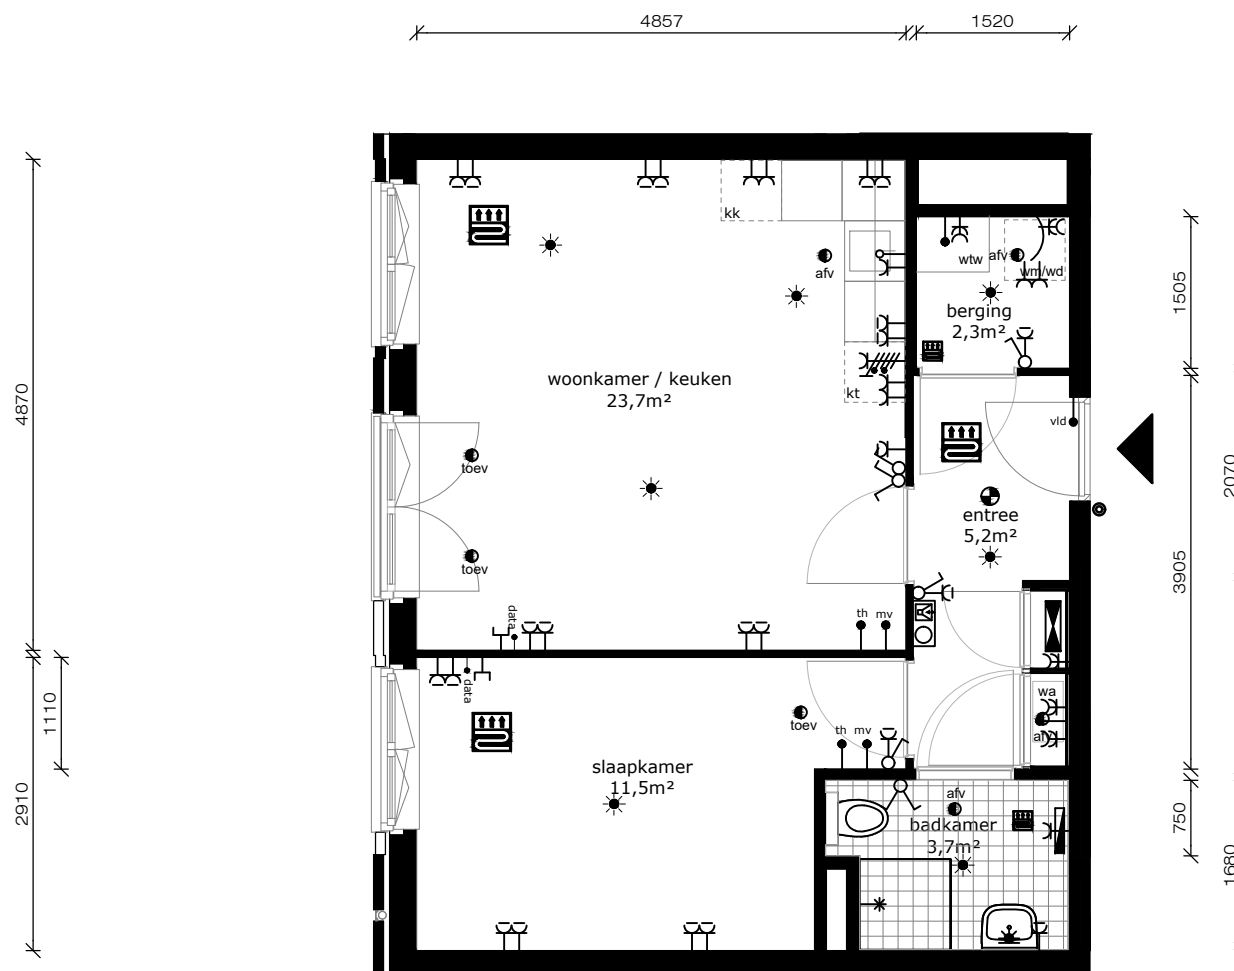 4857
1520
kk
afv
wtw
afv
wm/wd
berging
2,3m²
1505
4870
woonkamer / keuken
23,7m²
kt
vld
toev
2070
entree
5,2m²
toev
3905
data
th
mv
data
wa
1110
toev
th
mv
afv
slaapkamer
11,5m²
2910
afv
750
badkamer
3,7m²
1680